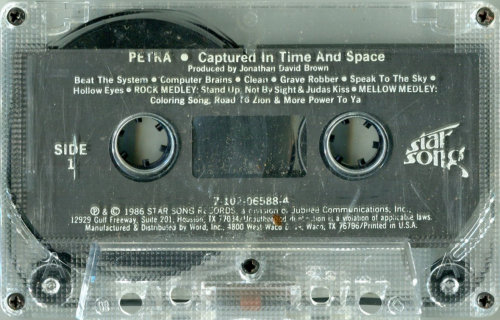 PETRA • Captured In Time And Space
Produced by Jonathan David Brown
Beat The System • Computer Brains • Clean • Grave Robber • Speak To The Sky •
Hollow Eyes • ROCK MEDLEY: Stand Up, Not By Sight & Judas Kiss • MELLOW MEDLEY:
Coloring Song, Road To Zion & More Power To Ya
SIDE
1
star
song
7-102-06588-4
℗ & © 1986 STAR SONG RECORDS, a division of Jubilee Communications, Inc.,
12929 Gulf Freeway, Suite 201, Houston, TX 77034/Unauthorized duplication is a violation of applicable laws.
Manufactured & Distributed by Word, Inc., 4800 West Waco Drive, Waco, TX 76796/Printed in U.S.A.